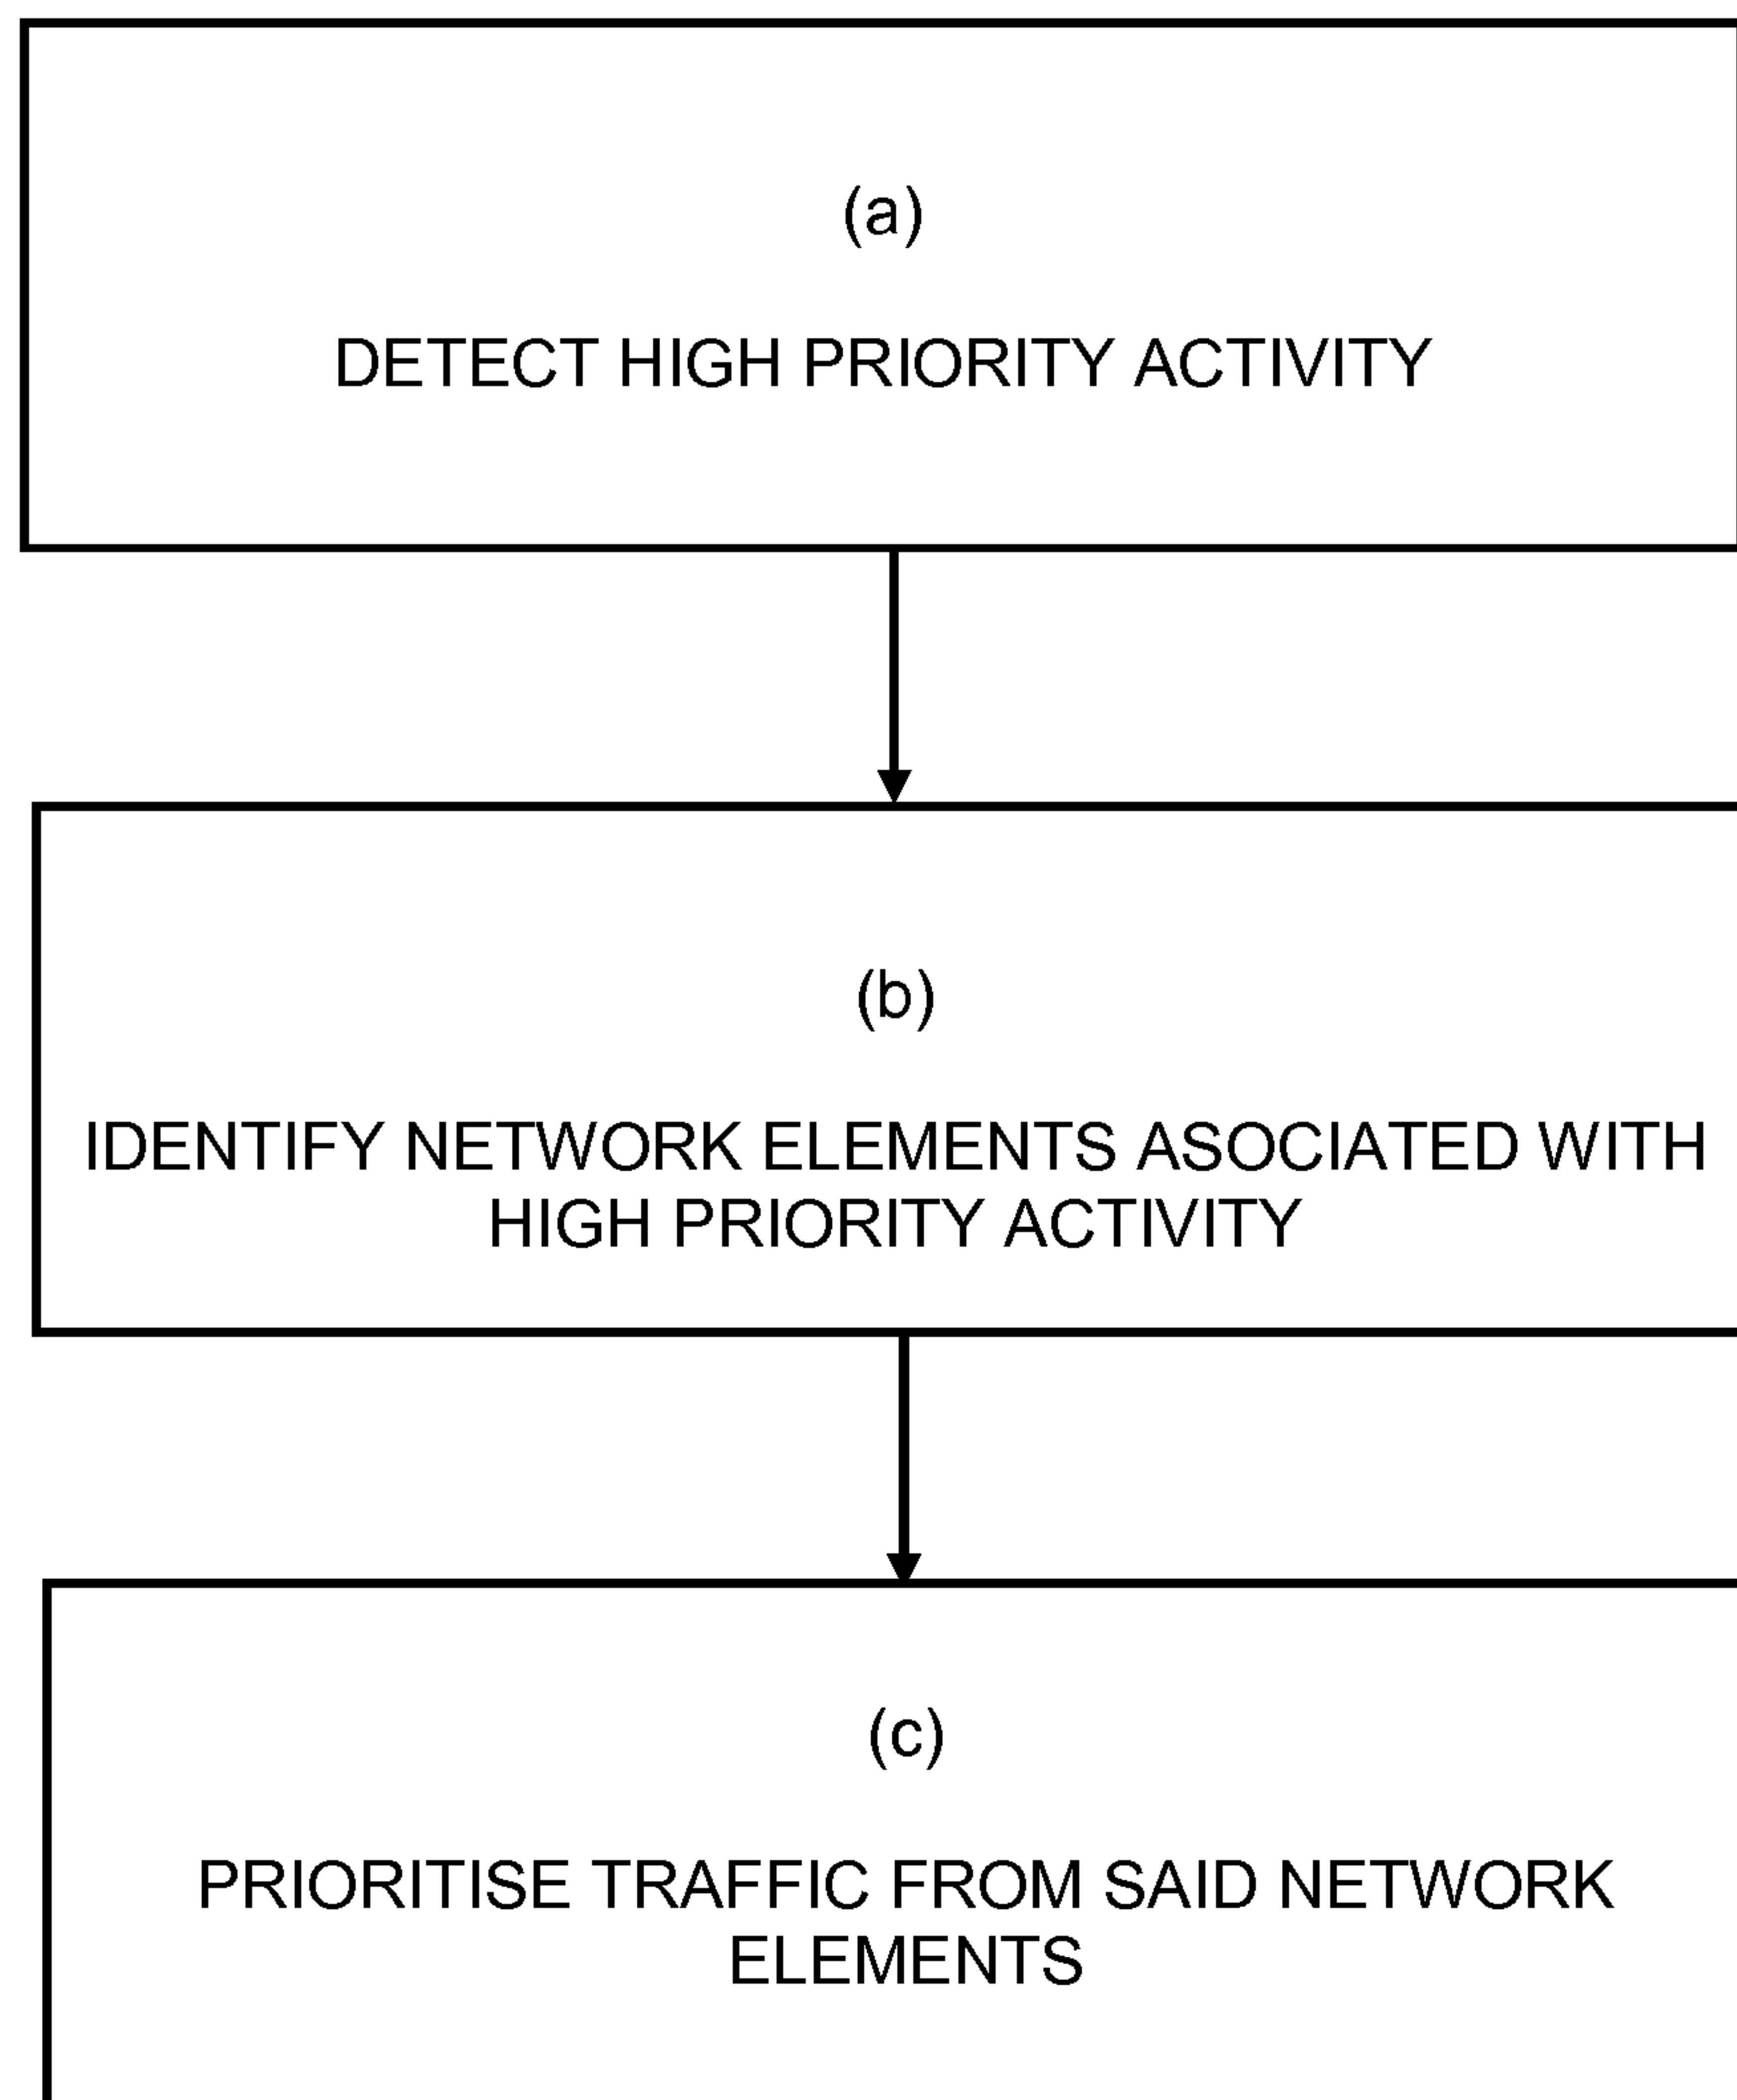 (a)
DETECT HIGH PRIORITY ACTIVITY
(b)
IDENTIFY NETWORK ELEMENTS ASOCIATED WITH
HIGH PRIORITY ACTIVITY
(c)
PRIORITISE TRAFFIC FROM SAID NETWORK
ELEMENTS